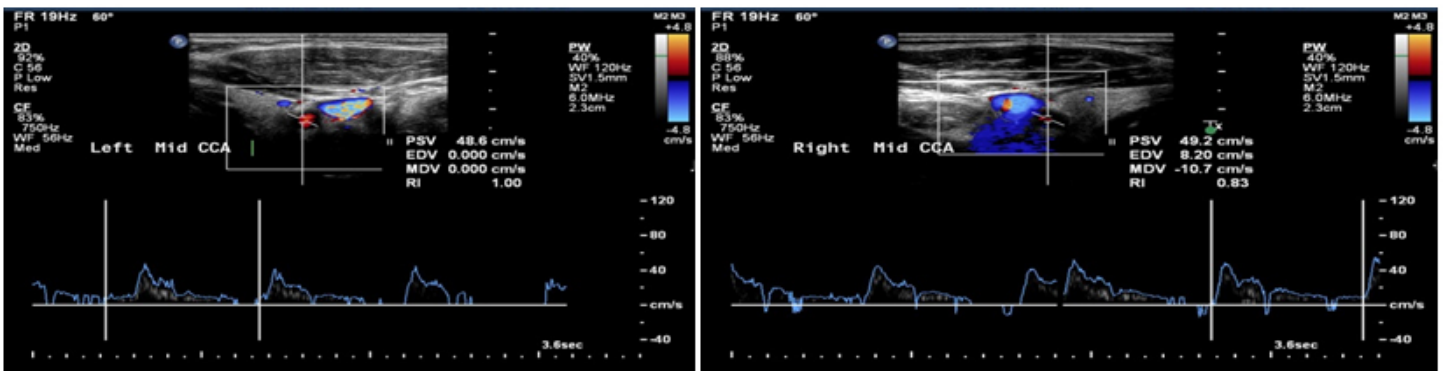 FR 19Hz 60°
P1
M2 M3
+4.8
2D
92%
C 56
P Low
Res
PW
40%
WF 120Hz
SV1.5mm
M2
6.0MHz
2.3cm
CF
83%
750Hz
WF 56Hz
Med
-4.8
cm/s
Left Mid CCA
PSV 48.6 cm/s
EDV 0.000 cm/s
MDV 0.000 cm/s
RI 1.00
120
80
40
cm/s
-40
3.6sec
FR 19Hz 60°
P1
M2 M3
+4.8
2D
88%
C 56
P Low
Res
PW
40%
WF 120Hz
SV1.5mm
M2
6.0MHz
2.3cm
CF
83%
750Hz
WF 56Hz
Med
-4.8
cm/s
Right Mid CCA
PSV 49.2 cm/s
EDV 8.20 cm/s
MDV -10.7 cm/s
RI 0.83
120
80
40
cm/s
-40
3.6sec